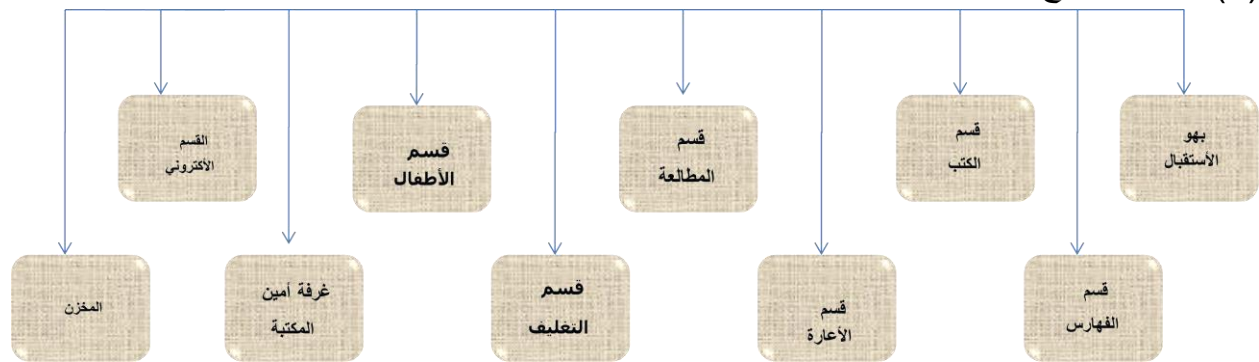 بهو
الأستقبال
قسم
الكتب
قسم
المطالعة
قسم
الأطفال
القسم
الأكتروني
قسم
الفهارس
قسم
الأعارة
قسم
التغليف
غرفة أمين
المكتبة
المخزن